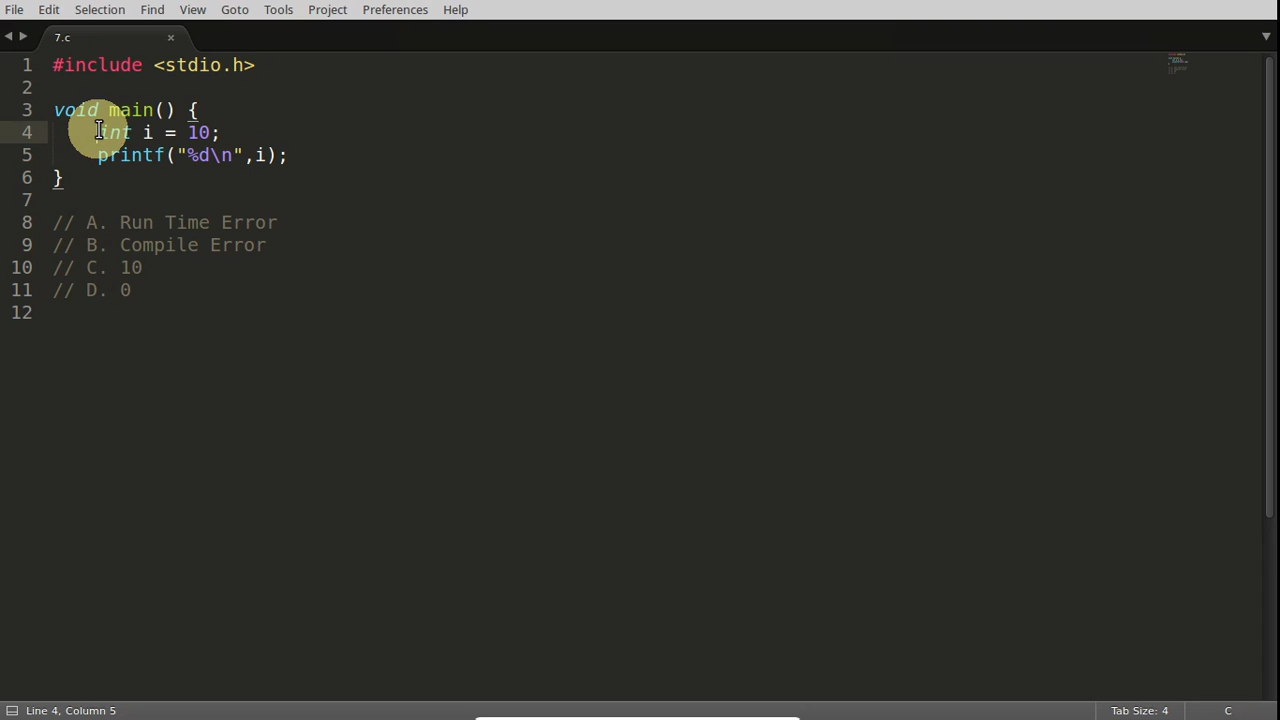 File Edit Selection Find View Goto Tools Project Preferences Help
7.c ×
1 #include <stdio.h>
2
3 void main() {
4     int i = 10;
5     printf("%d\n",i);
6 }
7
8 // A. Run Time Error
9 // B. Compile Error
10 // C. 10
11 // D. 0
12
Line 4, Column 5 Tab Size: 4 C